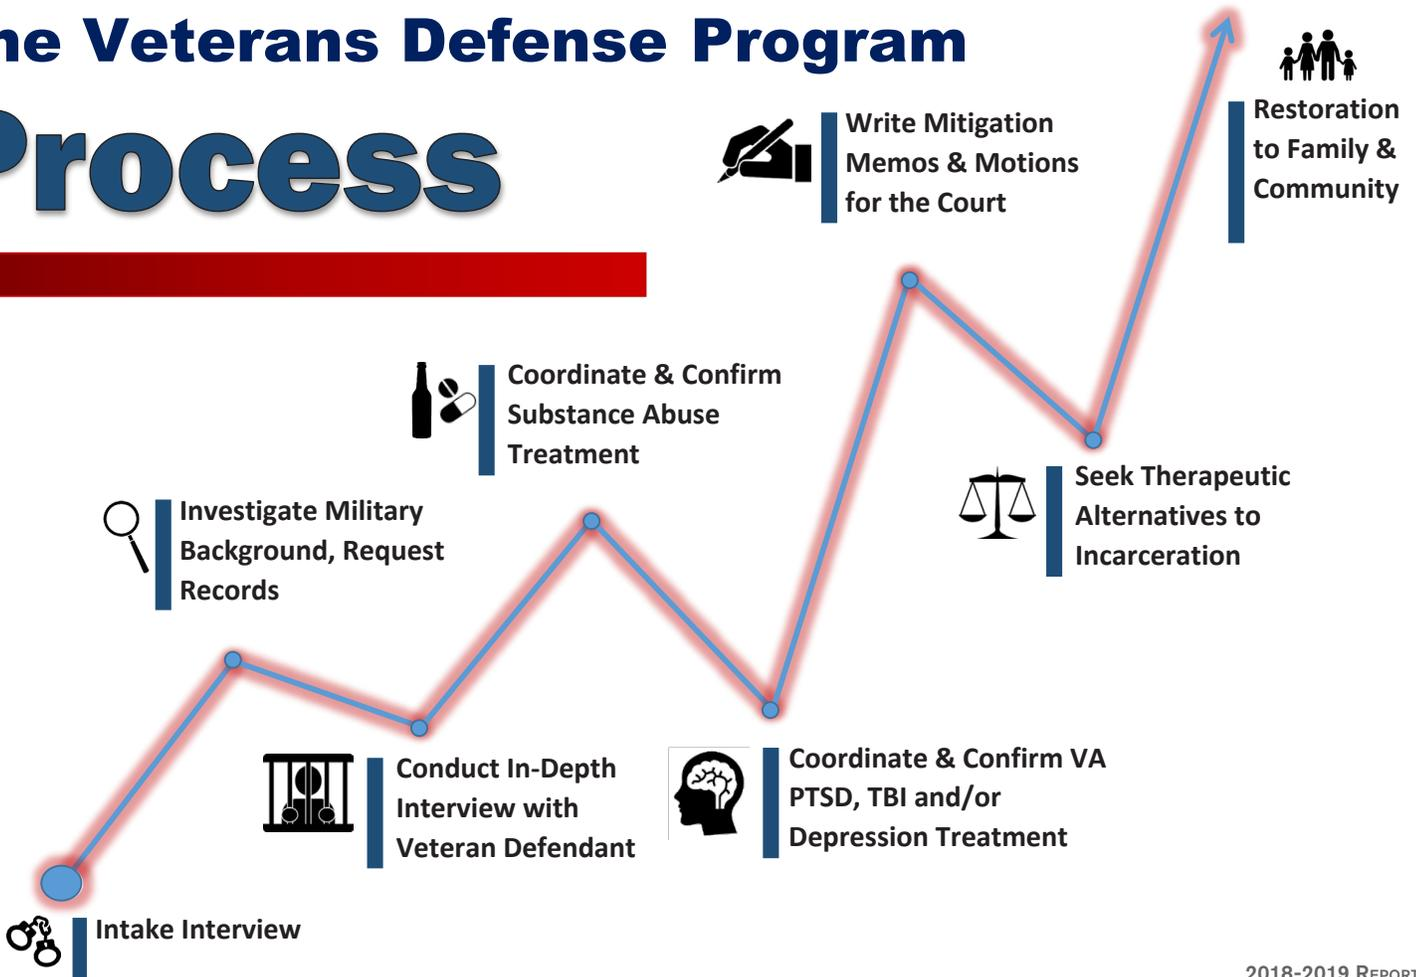 he Veterans Defense Program
Process
Write Mitigation
Memos & Motions
for the Court
Restoration
to Family &
Community
Coordinate & Confirm
Substance Abuse
Treatment
Seek Therapeutic
Alternatives to
Incarceration
Investigate Military
Background, Request
Records
Conduct In-Depth
Interview with
Veteran Defendant
Coordinate & Confirm VA
PTSD, TBI and/or
Depression Treatment
Intake Interview
2018-2019 REPORT